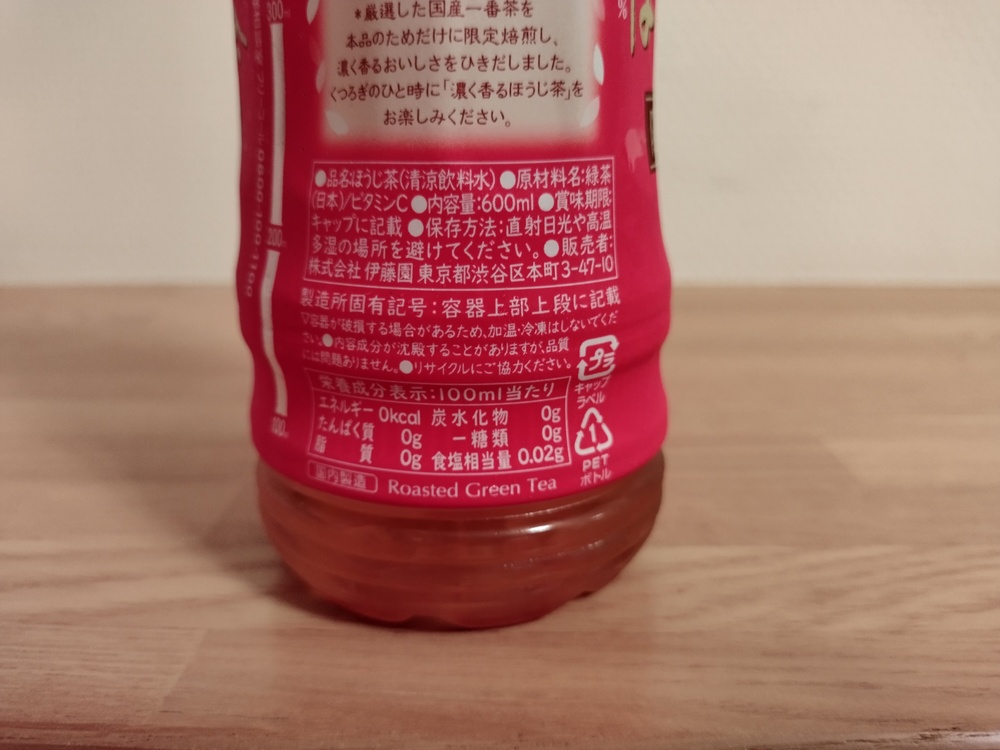 *厳選した国産一番茶を
本品のためだけに限定焙煎し、
濃く香るおいしさをひきだしました。
くつろぎのひと時に「濃く香るほうじ茶」を
お楽しみください。
●品名:ほうじ茶(清涼飲料水) ●原材料名:緑茶
(日本)/ビタミンC ●内容量:600ml ●賞味期限:
キャップに記載 ●保存方法:直射日光や高温
多湿の場所を避けてください。 ●販売者:
株式会社 伊藤園 東京都渋谷区本町3-47-10
製造所固有記号:容器上部上段に記載
▽容器が破損する場合があるため、加温・冷凍はしないでくだ
さい。●内容成分が沈殿することがありますが、品質
には問題ありません。●リサイクルにご協力ください。
プラ
キャップ
ラベル
栄養成分表示:100ml当たり
エネルギー 0kcal 炭水化物 0g
たんぱく質 0g ー糖類 0g
脂質 0g 食塩相当量 0.02g
1
PET
ボトル
国内製造 Roasted Green Tea
300ml
200ml
100ml
%